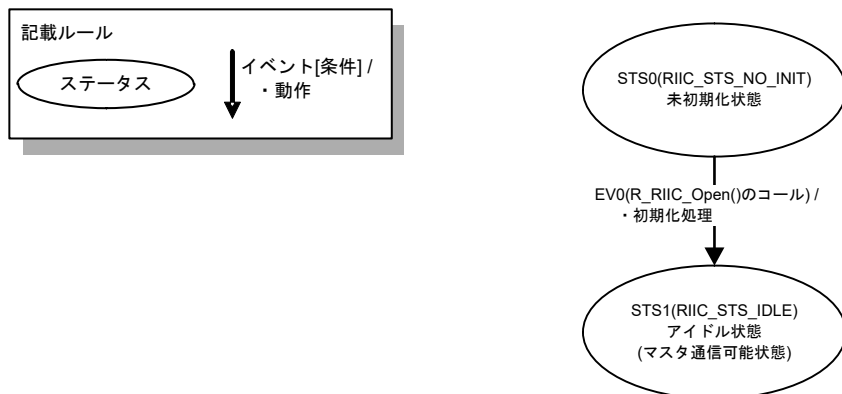 記載ルール
ステータス
イベント[条件] /
・動作
STS0(RIIC_STS_NO_INIT)
未初期化状態
EV0(R_RIIC_Open()のコール) /
・初期化処理
STS1(RIIC_STS_IDLE)
アイドル状態
(マスタ通信可能状態)